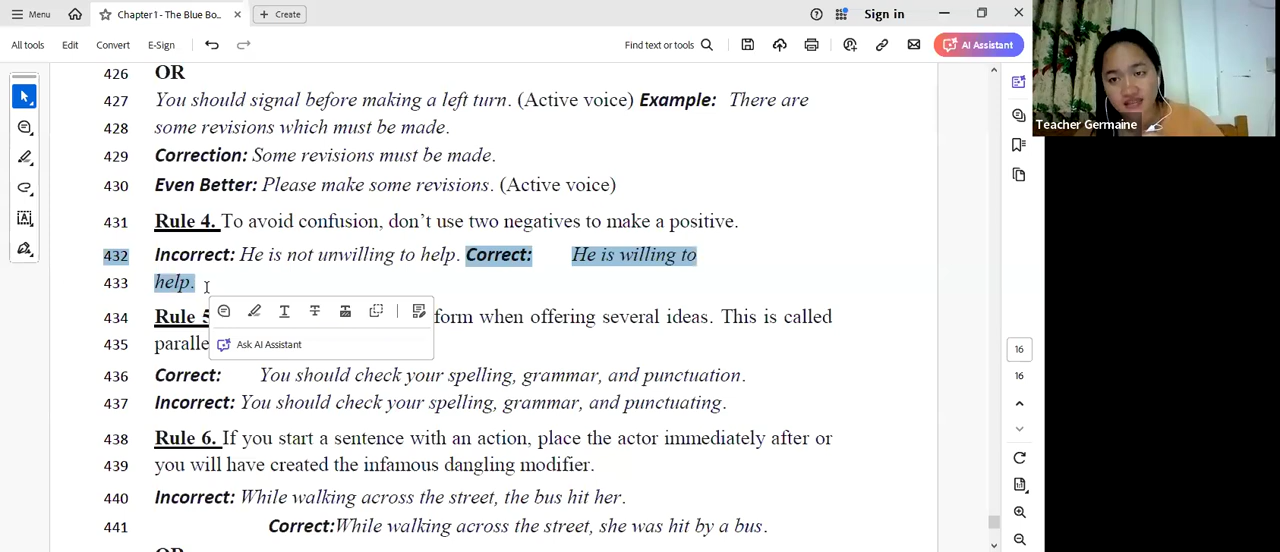 Menu
Chapter1 - The Blue Bo...
Create
Sign in
All tools
Edit
Convert
E-Sign
Find text or tools
AI Assistant
Teacher Germaine
426 OR
427 You should signal before making a left turn. (Active voice) Example: There are
428 some revisions which must be made.
429 Correction: Some revisions must be made.
430 Even Better: Please make some revisions. (Active voice)
431 Rule 4. To avoid confusion, don't use two negatives to make a positive.
432 Incorrect: He is not unwilling to help. Correct: He is willing to
433 help.
434 Rule 5 form when offering several ideas. This is called
435 paralle
Ask AI Assistant
436 Correct: You should check your spelling, grammar, and punctuation.
437 Incorrect: You should check your spelling, grammar, and punctuating.
438 Rule 6. If you start a sentence with an action, place the actor immediately after or
439 you will have created the infamous dangling modifier.
440 Incorrect: While walking across the street, the bus hit her.
441 Correct:While walking across the street, she was hit by a bus.
OR
16
16